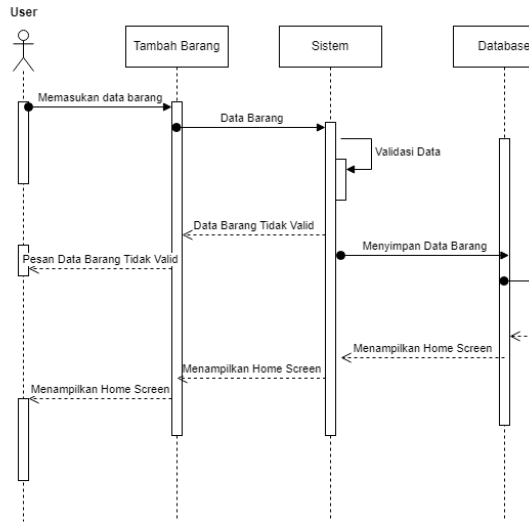 User
Tambah Barang
Sistem
Database
Memasukan data barang
Data Barang
Validasi Data
Data Barang Tidak Valid
Menyimpan Data Barang
Pesan Data Barang Tidak Valid
Menampilkan Home Screen
Menampilkan Home Screen
Menampilkan Home Screen